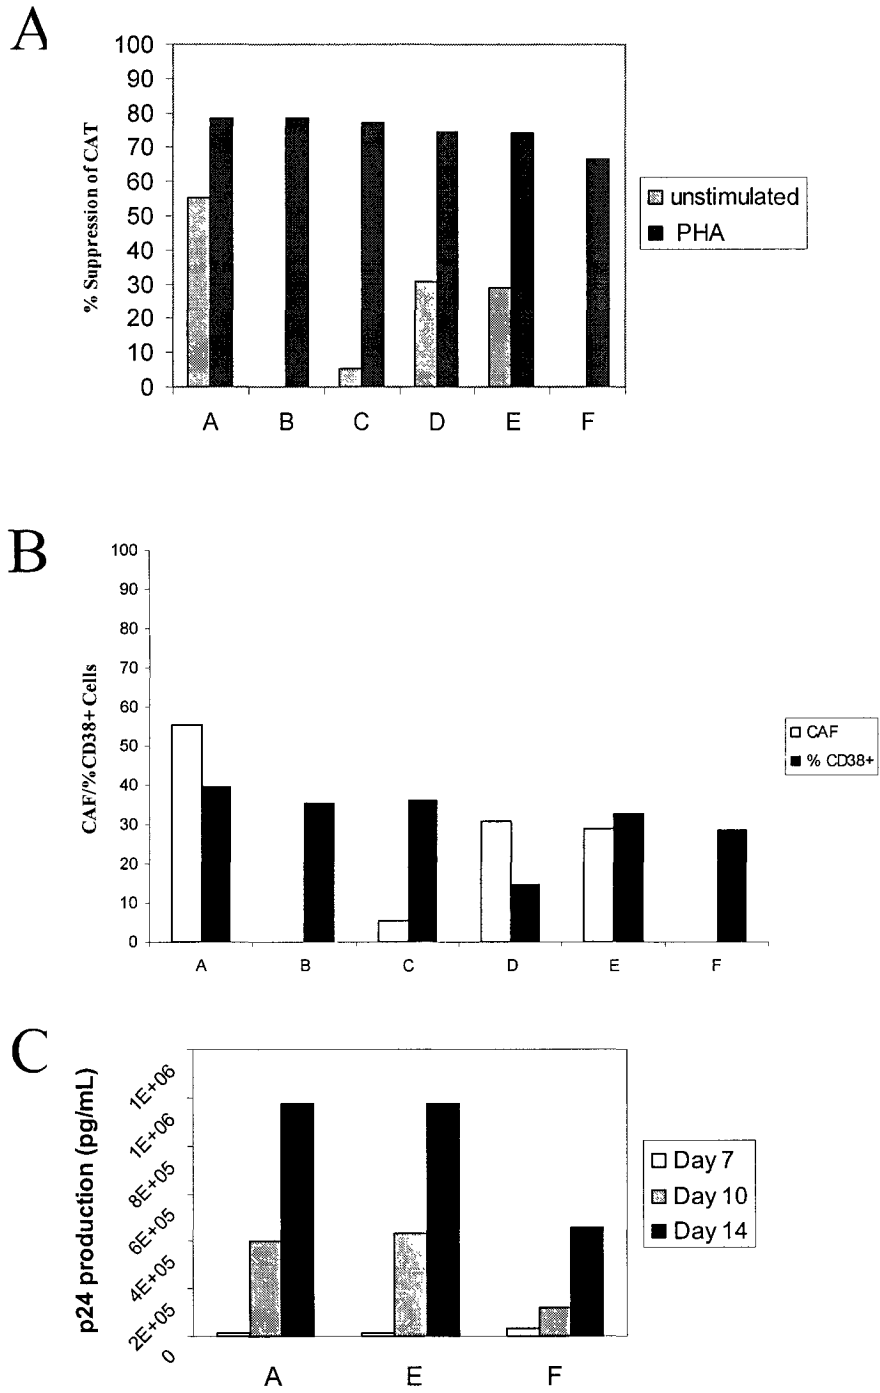 A
100
90
80
70
60
50
40
30
20
10
0
% Suppression of CAT
A B C D E F
unstimulated
PHA
B
100
90
80
70
60
50
40
30
20
10
0
CAF/%CD38+ Cells
A B C D E F
CAF
% CD38+
C
p24 production (pg/mL)
1E+06
1E+06
8E+05
6E+05
4E+05
2E+05
0
A E F
Day 7
Day 10
Day 14